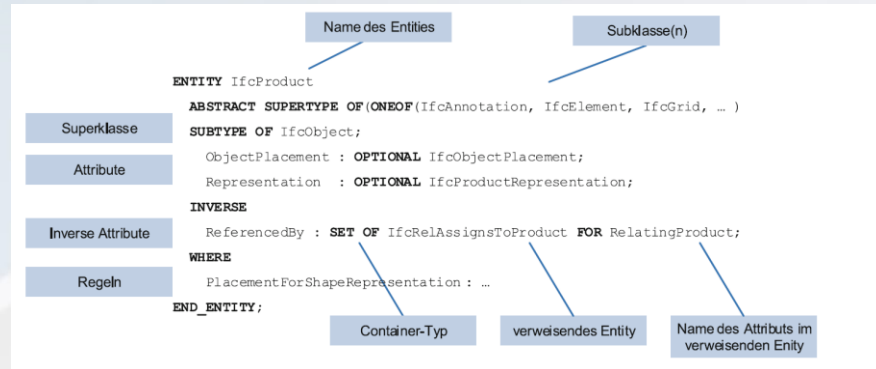 Name des Entities
Subklasse(n)
ENTITY IfcProduct
ABSTRACT SUPERTYPE OF(ONEOF(IfcAnnotation, IfcElement, IfcGrid, … )
Superklasse
SUBTYPE OF IfcObject;
Attribute
ObjectPlacement : OPTIONAL IfcObjectPlacement;
Representation : OPTIONAL IfcProductRepresentation;
INVERSE
Inverse Attribute
ReferencedBy : SET OF IfcRelAssignsToProduct FOR RelatingProduct;
WHERE
Regeln
PlacementForShapeRepresentation : …
END_ENTITY;
Container-Typ
verweisendes Entity
Name des Attributs im
verweisenden Enity